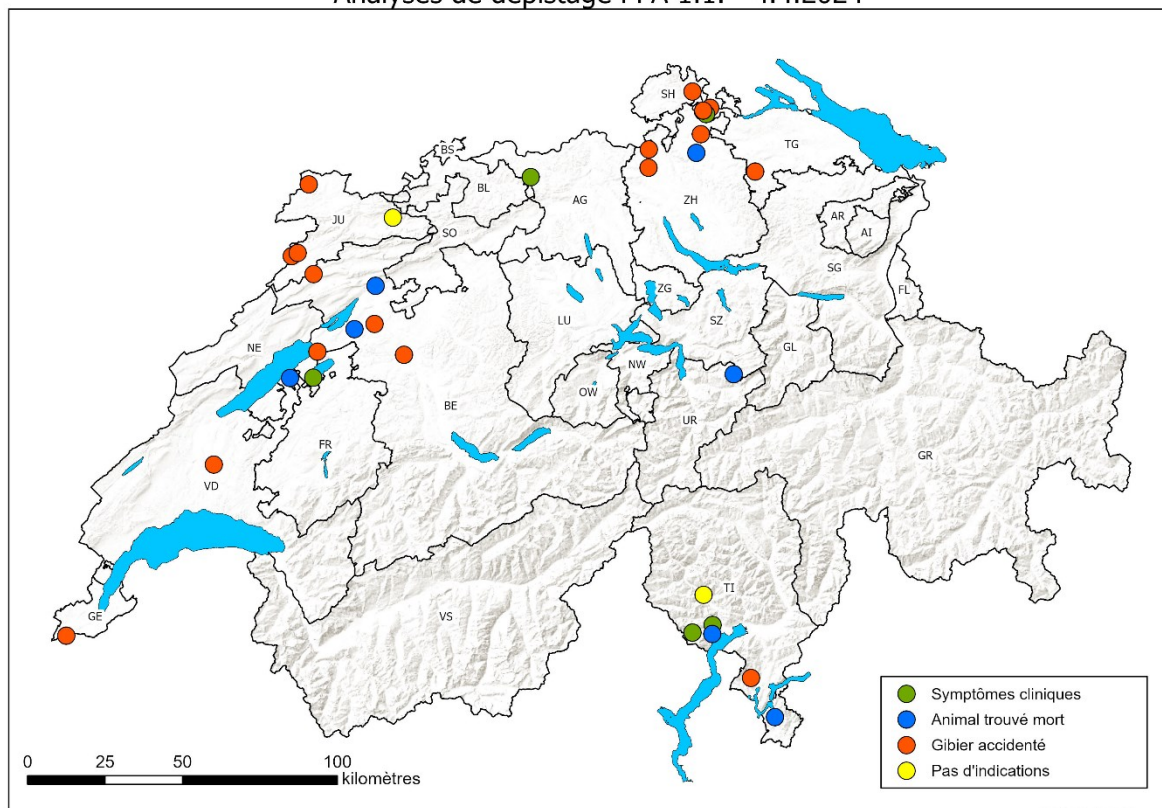 Analyses de dépistage PPA 1.1. - 4.4.2024
SH
BS
TG
BL
AG
JU
ZH
SO
AR
AI
SG
ZG
FL
LU
SZ
NE
GL
NW
OW
BE
UR
FR
GR
VD
TI
GE
VS
Symptômes cliniques
Animal trouvé mort
Gibier accidenté
Pas d'indications
0 25 50 100
kilomètres